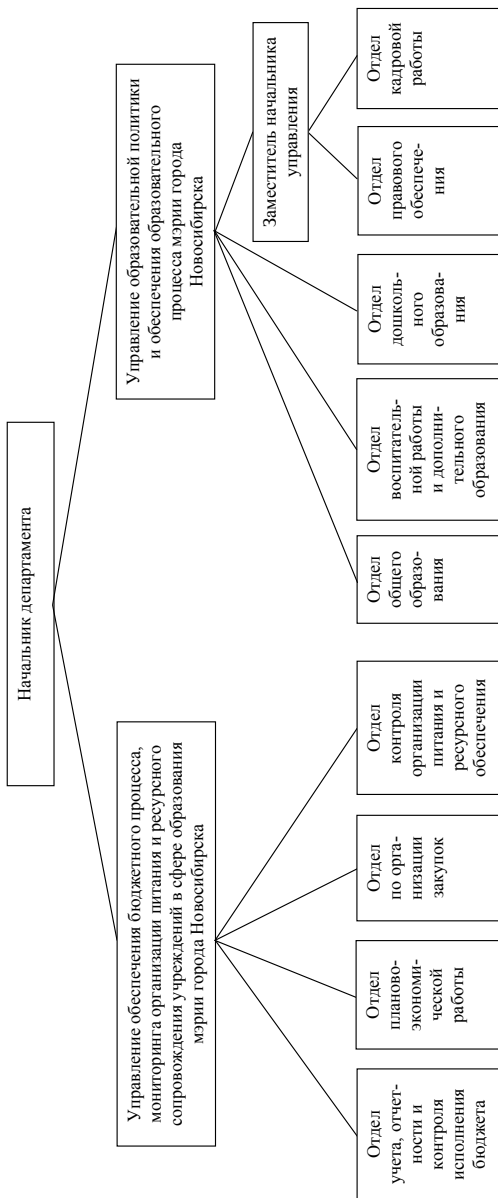 Начальник департамента
Управление обеспечения бюджетного процесса,
мониторинга организации питания и ресурсного
сопровождения учреждений в сфере образования
мэрии города Новосибирска
Управление образовательной политики
и обеспечения образовательного
процесса мэрии города
Новосибирска
Заместитель начальника
управления
Отдел
учета, отчет-
ности и
контроля
исполнения
бюджета
Отдел
планово-
экономи-
ческой
работы
Отдел
по орга-
низации
закупок
Отдел
контроля
организации
питания и
ресурсного
обеспечения
Отдел
общего
образо-
вания
Отдел
воспитатель-
ной работы
и дополни-
тельного
образования
Отдел
дошколь-
ного
образова-
ния
Отдел
правового
обеспече-
ния
Отдел
кадровой
работы